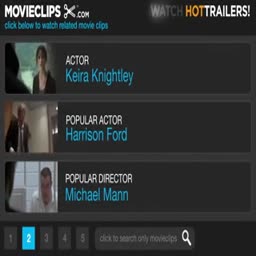 MOVIECLIPS .COM WATCH HOTTRAILERS!
click below to watch related movie clips
ACTOR
Keira Knightley
POPULAR ACTOR
Harrison Ford
POPULAR DIRECTOR
Michael Mann
1 2 3 4 5 click to search only movieclips